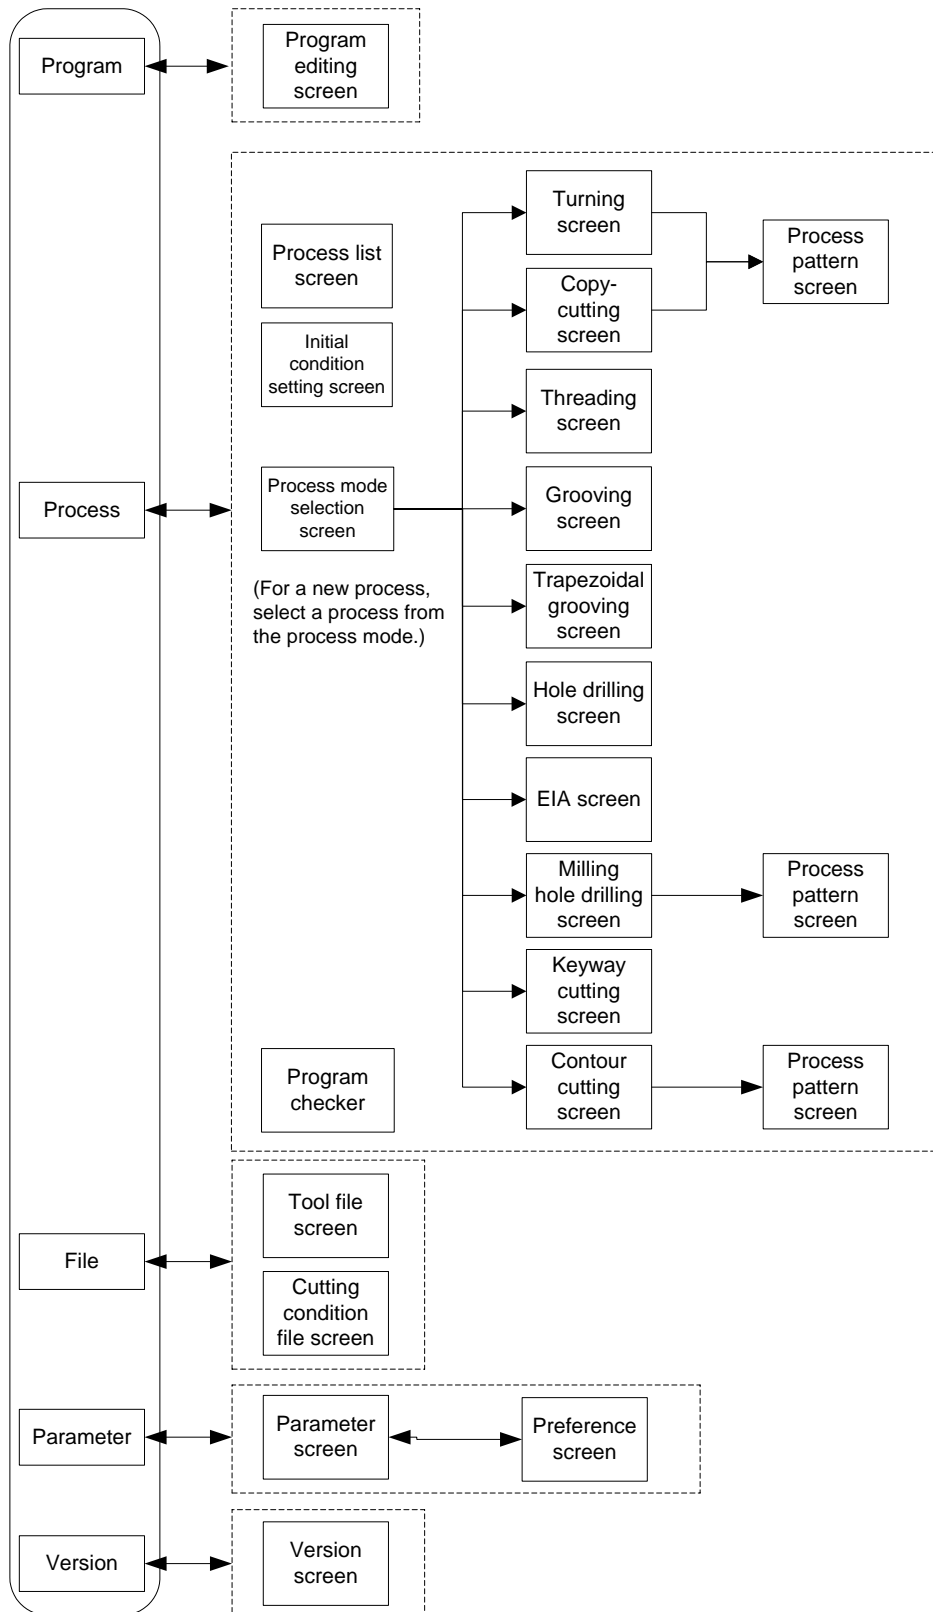 Program
Program
editing
screen
Process
Process list
screen
Initial
condition
setting screen
Process mode
selection
screen
(For a new process,
select a process from
the process mode.)
Program
checker
Turning
screen
Copy-
cutting
screen
Process
pattern
screen
Threading
screen
Grooving
screen
Trapezoidal
grooving
screen
Hole drilling
screen
EIA screen
Milling
hole drilling
screen
Process
pattern
screen
Keyway
cutting
screen
Contour
cutting
screen
Process
pattern
screen
File
Tool file
screen
Cutting
condition
file screen
Parameter
Parameter
screen
Preference
screen
Version
Version
screen